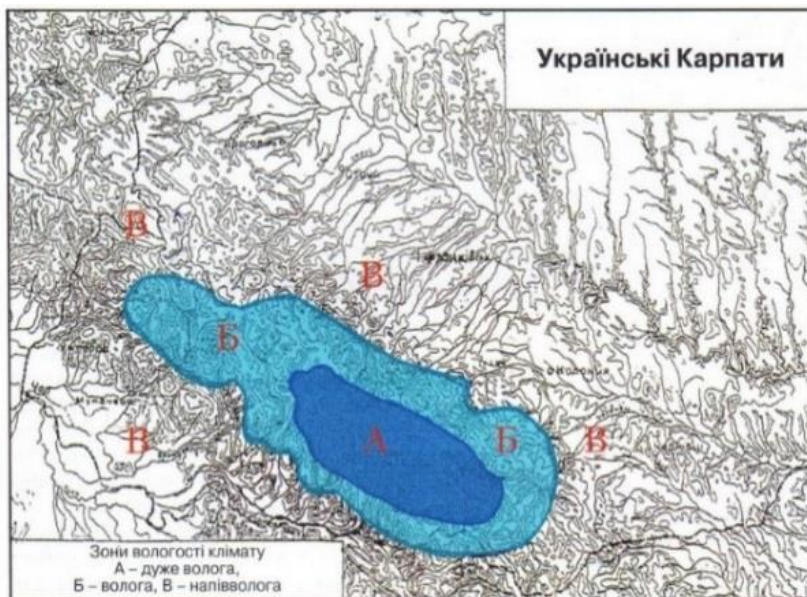 Українські Карпати
В
В
Б
В
А
Б
В
Зони вологості клімату
А – дуже волога,
Б – волога, В – напівволога